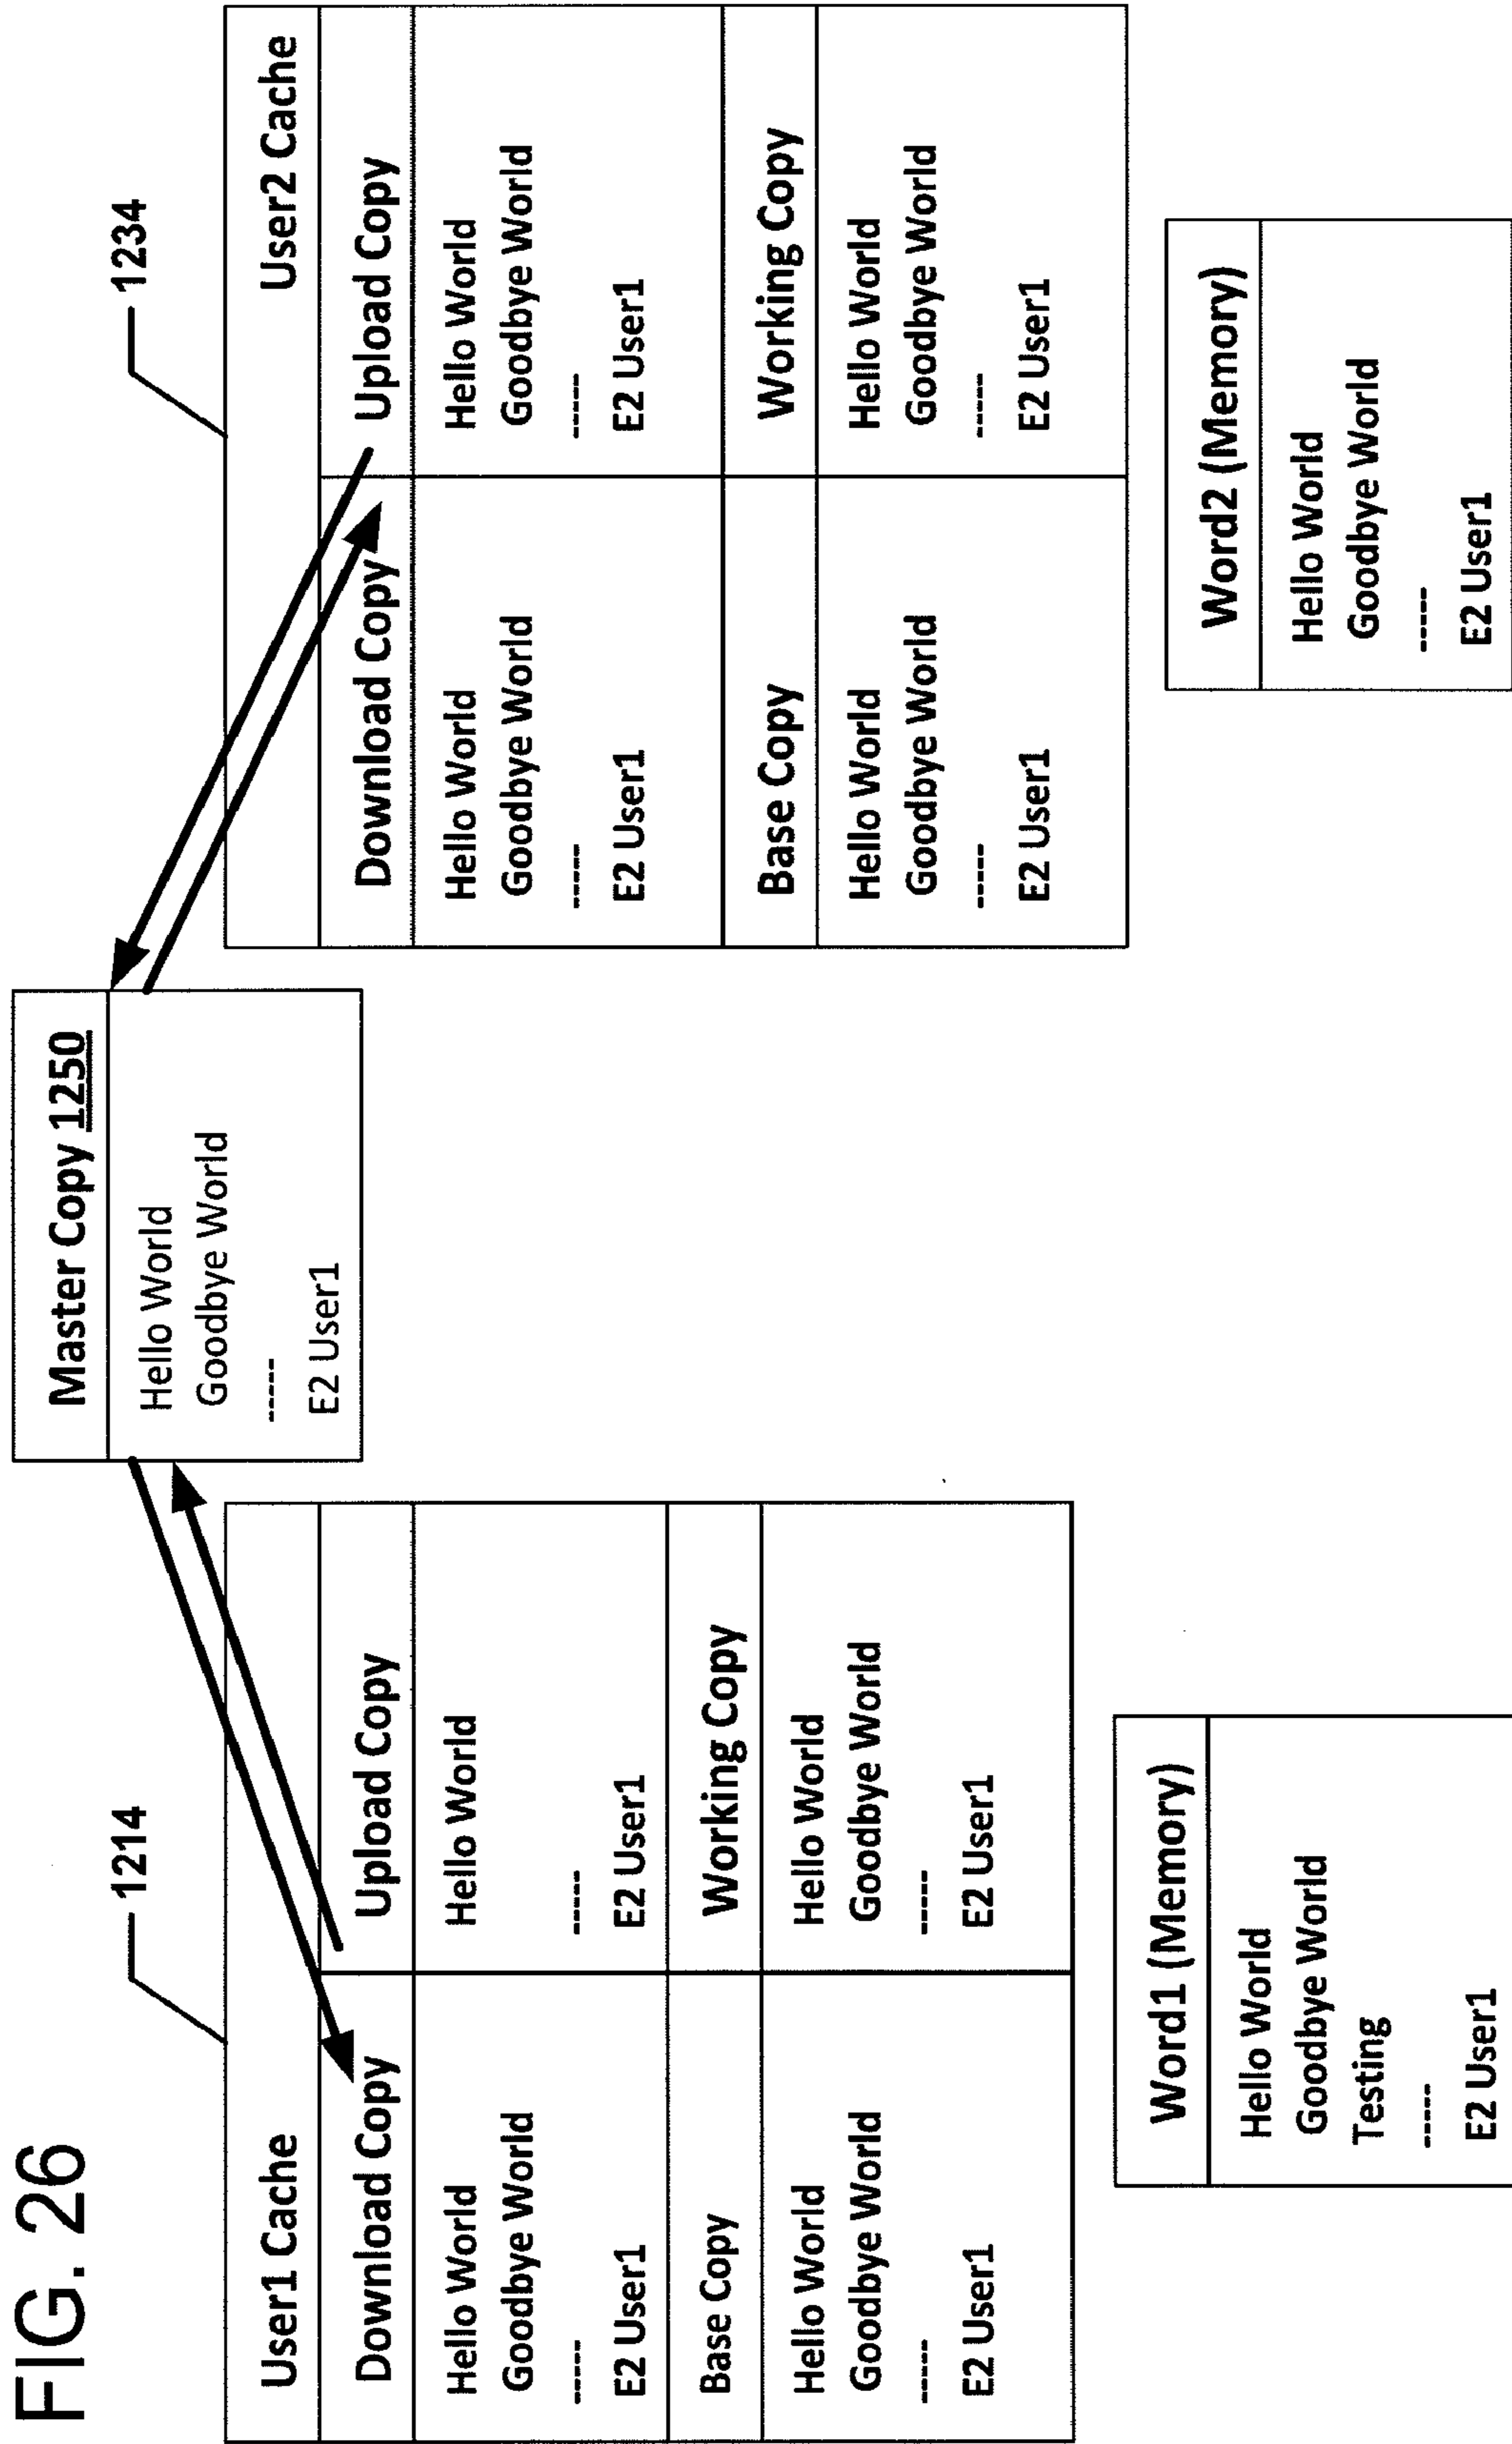 FIG. 26
1214
User1 Cache
Download Copy
Upload Copy
Hello World
Goodbye World
-----
E2 User1
Hello World
-----
E2 User1
Base Copy
Working Copy
Hello World
Goodbye World
-----
E2 User1
Hello World
Goodbye World
-----
E2 User1
Word1 (Memory)
Hello World
Goodbye World
Testing
-----
E2 User1
Master Copy 1250
Hello World
Goodbye World
-----
E2 User1
1234
User2 Cache
Download Copy
Upload Copy
Hello World
Goodbye World
-----
E2 User1
Hello World
Goodbye World
-----
E2 User1
Base Copy
Working Copy
Hello World
Goodbye World
-----
E2 User1
Hello World
Goodbye World
-----
E2 User1
Word2 (Memory)
Hello World
Goodbye World
-----
E2 User1